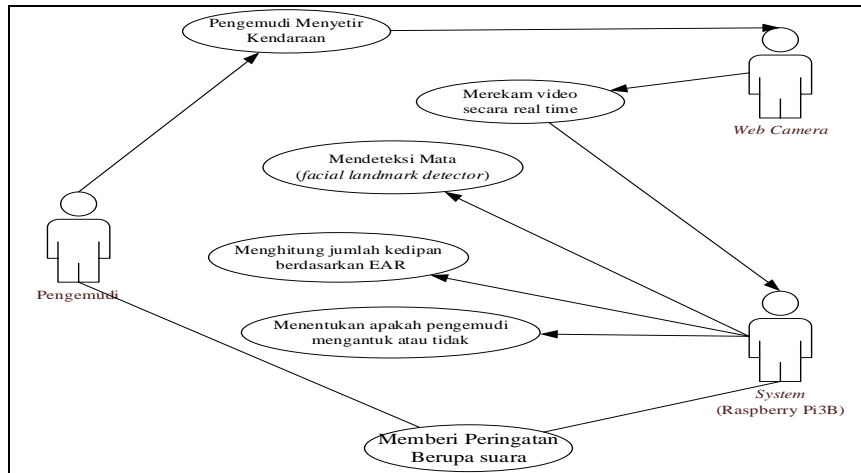 Pengemudi Menyetir
Kendaraan
Merekam video
secara real time
Web Camera
Mendeteksi Mata
(facial landmark detector)
Menghitung jumlah kedipan
berdasarkan EAR
Pengemudi
Menentukan apakah pengemudi
mengantuk atau tidak
System
(Raspberry Pi3B)
Memberi Peringatan
Berupa suara